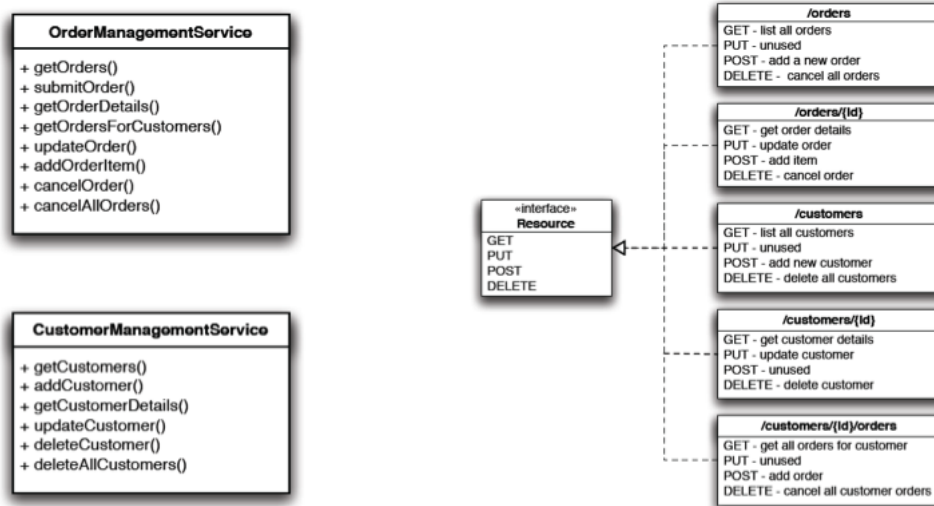 OrderManagementService
+ getOrders()
+ submitOrder()
+ getOrderDetails()
+ getOrdersForCustomers()
+ updateOrder()
+ addOrderItem()
+ cancelOrder()
+ cancelAllOrders()
CustomerManagementService
+ getCustomers()
+ addCustomer()
+ getCustomerDetails()
+ updateCustomer()
+ deleteCustomer()
+ deleteAllCustomers()
«interface»
Resource
GET
PUT
POST
DELETE
/orders
GET - list all orders
PUT - unused
POST - add a new order
DELETE - cancel all orders
/orders/{id}
GET - get order details
PUT - update order
POST - add item
DELETE - cancel order
/customers
GET - list all customers
PUT - unused
POST - add new customer
DELETE - delete all customers
/customers/{id}
GET - get customer details
PUT - update customer
POST - unused
DELETE - delete customer
/customers/{id}/orders
GET - get all orders for customer
PUT - unused
POST - add order
DELETE - cancel all customer orders